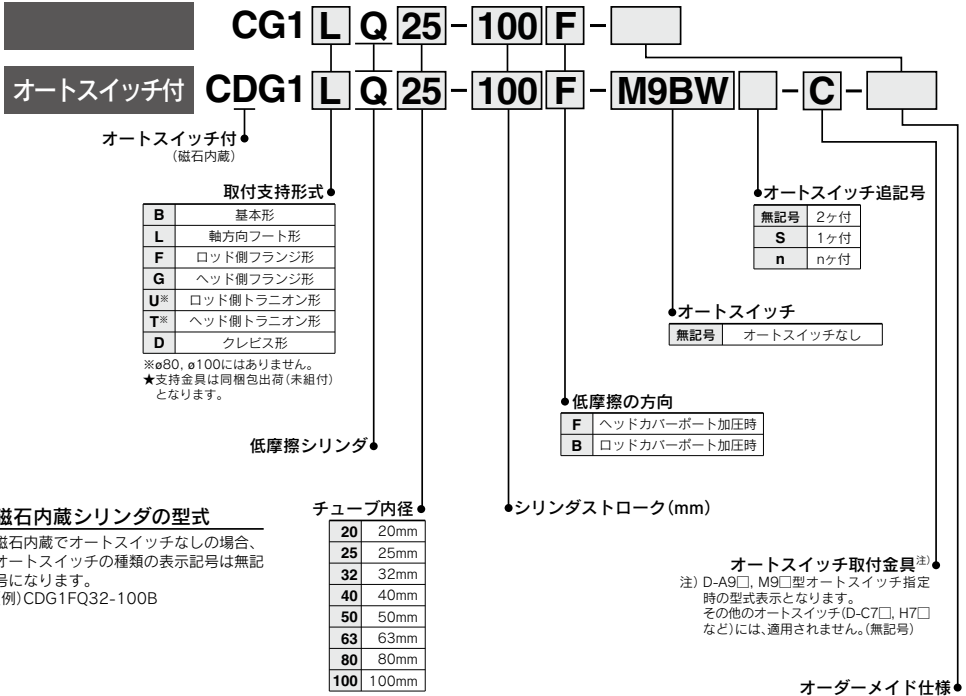 CG1 L Q 25 - 100 F -
オートスイッチ付 CDG1 L Q 25 - 100 F - M9BW - C -
オートスイッチ付
(磁石内蔵)
取付支持形式
B 基本形
L 軸方向フート形
F ロッド側フランジ形
G ヘッド側フランジ形
U※ ロッド側トラニオン形
T※ ヘッド側トラニオン形
D クレビス形
※ø80, ø100にはありません。
★支持金具は同梱包出荷(未組付)
となります。
オートスイッチ追記号
無記号 2ヶ付
S 1ヶ付
n nヶ付
オートスイッチ
無記号 オートスイッチなし
低摩擦の方向
F ヘッドカバーポート加圧時
B ロッドカバーポート加圧時
低摩擦シリンダ
磁石内蔵シリンダの型式
磁石内蔵でオートスイッチなしの場合、
オートスイッチの種類の表示記号は無記
号になります。
例)CDG1FQ32-100B
チューブ内径
20 20mm
25 25mm
32 32mm
40 40mm
50 50mm
63 63mm
80 80mm
100 100mm
シリンダストローク(mm)
オートスイッチ取付金具注)
注) D-A9□, M9□型オートスイッチ指定
時の型式表示となります。
その他のオートスイッチ(D-C7□, H7□
など)には、適用されません。(無記号)
オーダーメイド仕様